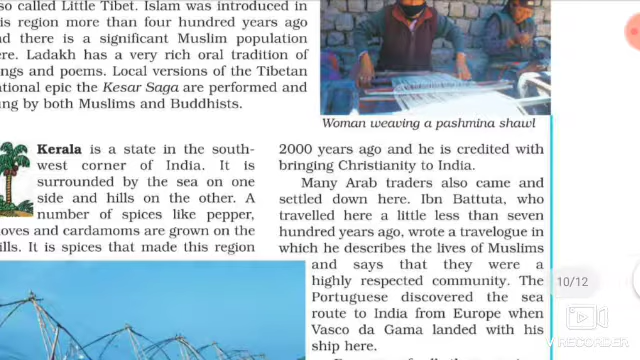 so called Little Tibet. Islam was introduced in
is region more than four hundred years ago
nd there is a significant Muslim population
ere. Ladakh has a very rich oral tradition of
ngs and poems. Local versions of the Tibetan
ational epic the Kesar Saga are performed and
ung by both Muslims and Buddhists.
Woman weaving a pashmina shawl
Kerala is a state in the south-
west corner of India. It is
surrounded by the sea on one
side and hills on the other. A
number of spices like pepper,
oves and cardamoms are grown on the
ills. It is spices that made this region
2000 years ago and he is credited with
bringing Christianity to India.
Many Arab traders also came and
settled down here. Ibn Battuta, who
travelled here a little less than seven
hundred years ago, wrote a travelogue in
which he describes the lives of Muslims
and says that they were a
highly respected community. The
Portuguese discovered the sea
route to India from Europe when
Vasco da Gama landed with his
ship here.
10/12